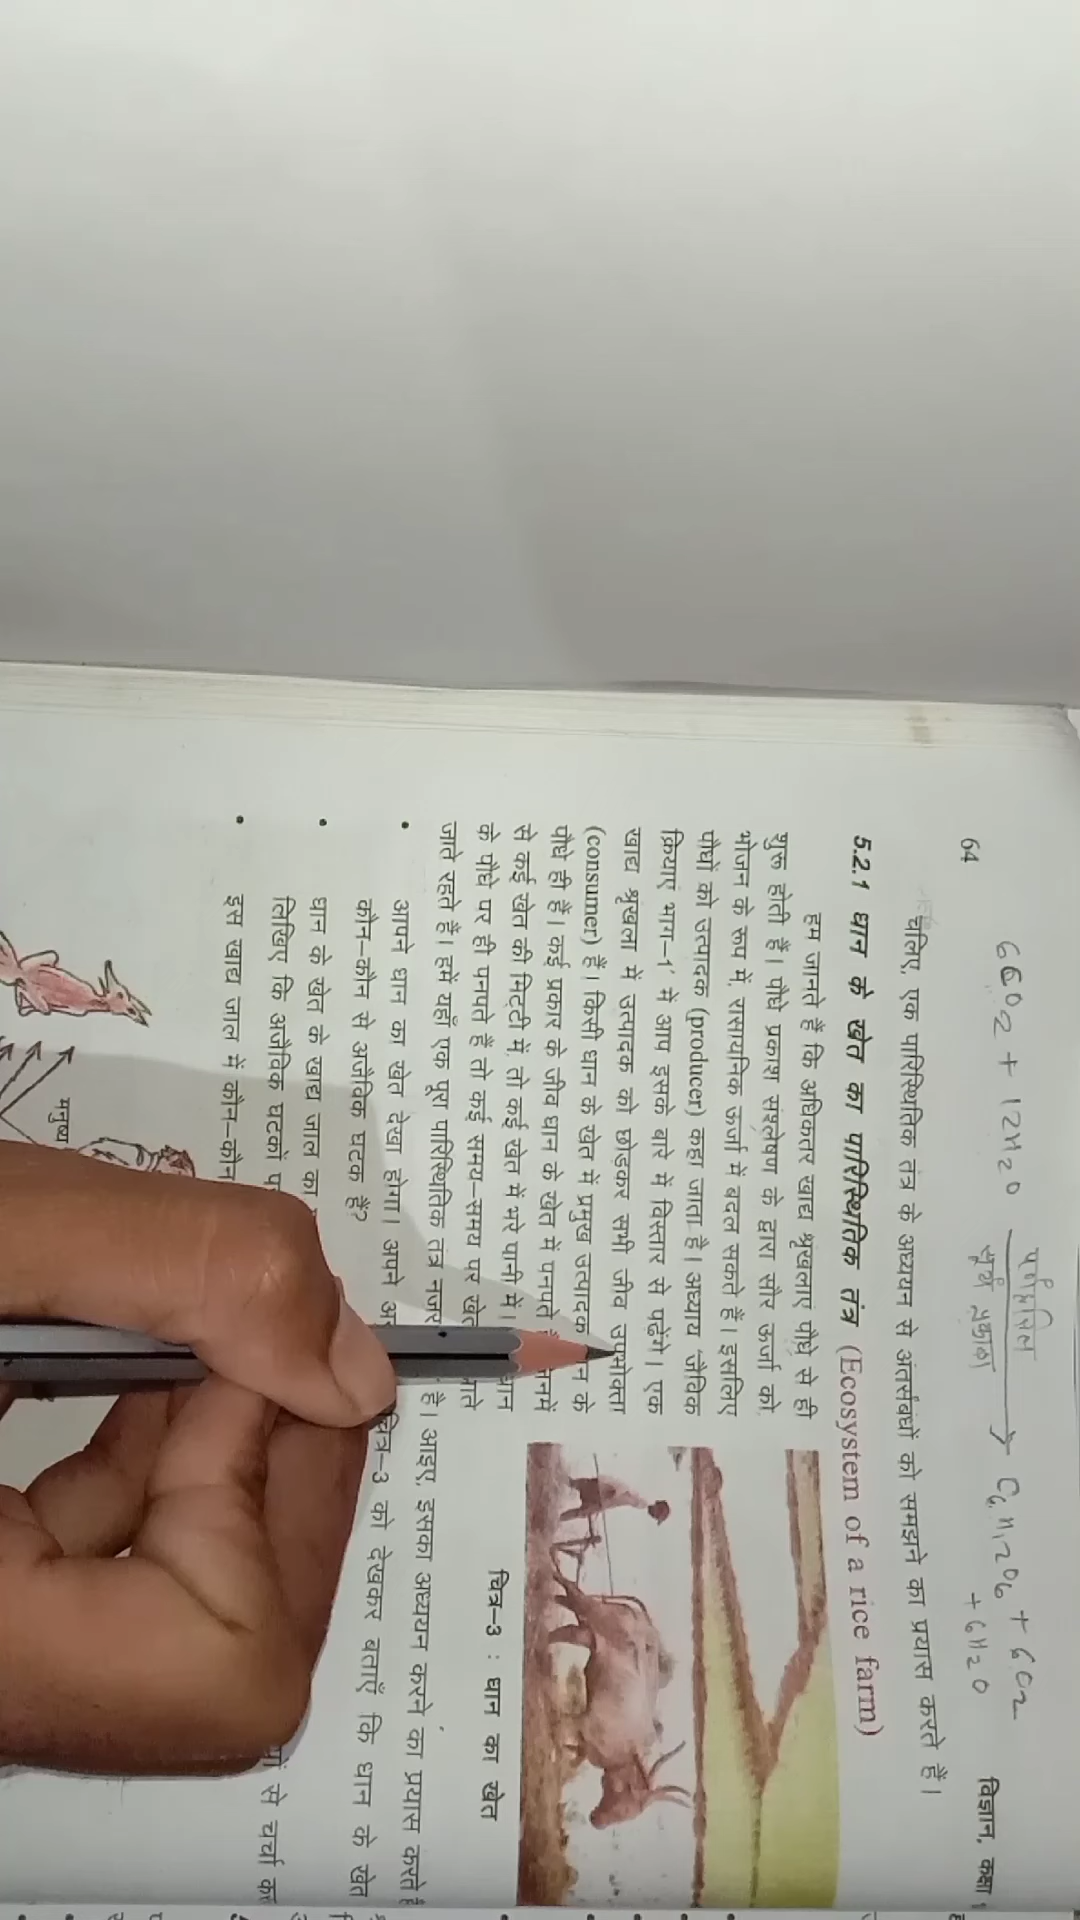 6CO2 + 12H2O पर्णहरित सूर्य प्रकाश → C6H12O6 + 6O2
+ 6H2O
64 विज्ञान, कक्षा
चलिए, एक पारिस्थितिक तंत्र के अध्ययन से अंतर्संबंधों को समझने का प्रयास करते हैं।
5.2.1 धान के खेत का पारिस्थितिक तंत्र (Ecosystem of a rice farm)
हम जानते हैं कि अधिकतर खाद्य श्रृंखलाएं पौधे से ही
शुरू होती हैं। पौधे प्रकाश संश्लेषण के द्वारा सौर ऊर्जा को
भोजन के रूप में, रासायनिक ऊर्जा में बदल सकते हैं। इसलिए
पौधों को उत्पादक (producer) कहा जाता है। अध्याय 'जैविक
क्रियाएं भाग–1' में आप इसके बारे में विस्तार से पढ़ेंगे। एक
खाद्य श्रृंखला में उत्पादक को छोड़कर सभी जीव उपभोक्ता
(consumer) हैं। किसी धान के खेत में प्रमुख उत्पादक के
पौधे ही हैं। कई प्रकार के जीव धान के खेत में पनपते
से कई खेत की मिट्टी में, तो कई खेत में भरे पानी में।
के पौधे पर ही पनपते हैं तो कई समय–समय पर
जाते रहते हैं। हमें यहाँ एक पूरा पारिस्थितिक तंत्र नजर है। आइए, इसका अध्ययन करने का प्रयास करते
चित्र–3 : धान का खेत
• आपने धान का खेत देखा होगा। अपने चित्र–3 को देखकर बताएँ कि धान के खेत
कौन–कौन से अजैविक घटक हैं?
• धान के खेत के खाद्य जाल का
लिखिए कि अजैविक घटकों से चर्चा
• इस खाद्य जाल में कौन–कौन
मनुष्य